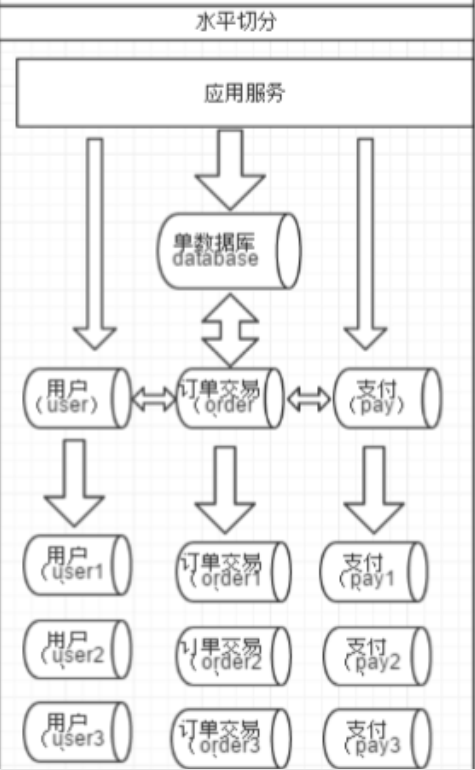 水平切分
应用服务
单数据库
database
用户
（user）
订单交易
（order
支付
（pay）
用户
（user1
订单交易
（order1
支付
（pay1
用户
（user2
订单交易
（order2
支付
（pay2
用户
（user3
订单交易
（order3
支付
（pay3